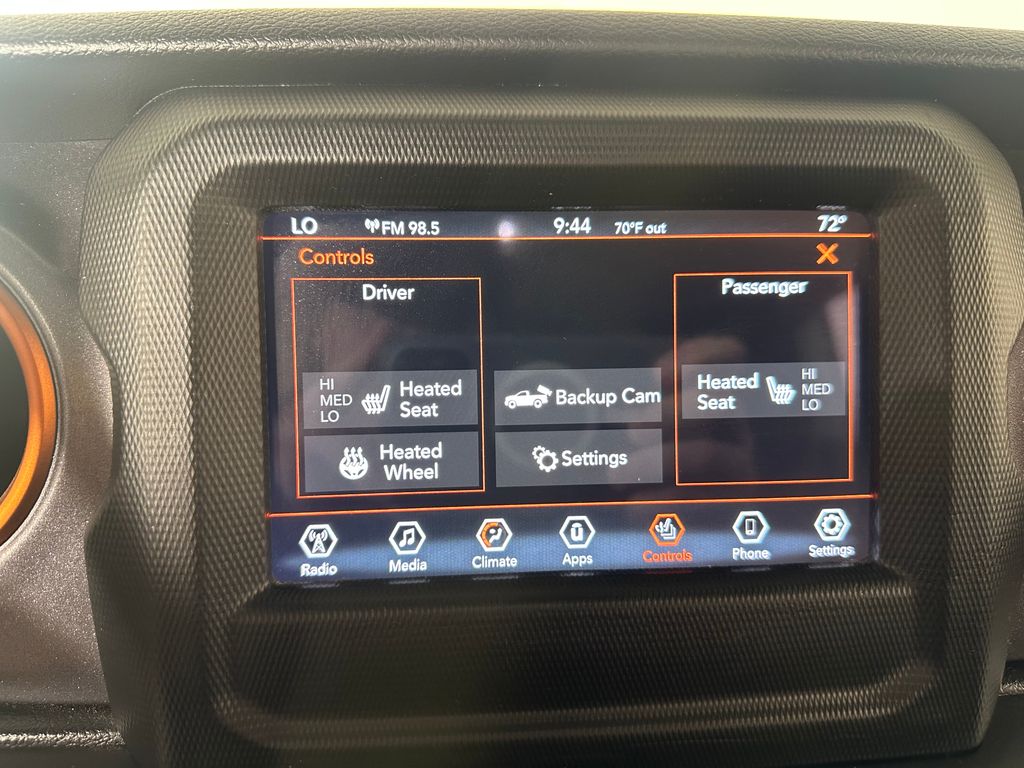 LO FM 98.5 9:44 70°F out 72°
Controls X
Driver
Passenger
HI
MED
LO
Heated
Seat
Backup Cam
Heated
Seat
HI
MED
LO
Heated
Wheel
Settings
Radio Media Climate Apps Controls Phone Settings